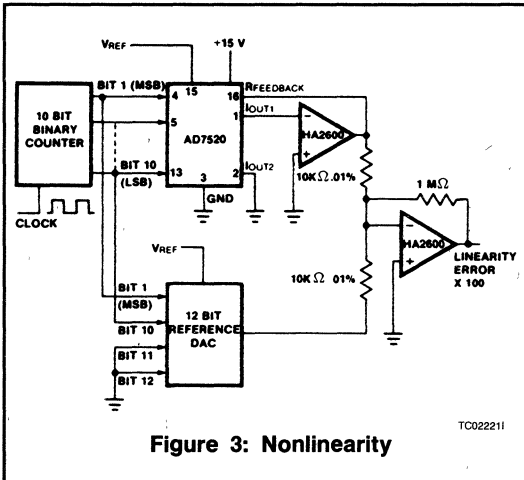 VREF
+15 V
BIT 1 (MSB)
15
RFEEDBACK
4
16
IOUT1
10 BIT
BINARY
COUNTER
5
AD7520
1
HA2600
BIT 10
(LSB)
13
3
2
IOUT2
GND
10KΩ .01%
1 MΩ
CLOCK
VREF
HA2600
LINEARITY
ERROR
X 100
10KΩ 01%
BIT 1
(MSB)
BIT 10
12 BIT
REFERENCE
DAC
BIT 11
BIT 12
TC02221I
Figure 3: Nonlinearity